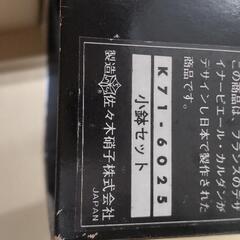 この商品は、フランスのデザ
イナーピエール・カルダンが
デザインし日本で製作された
商品です。
K71-6025
小鉢セット
製造 佐々木硝子株式会社
JAPAN